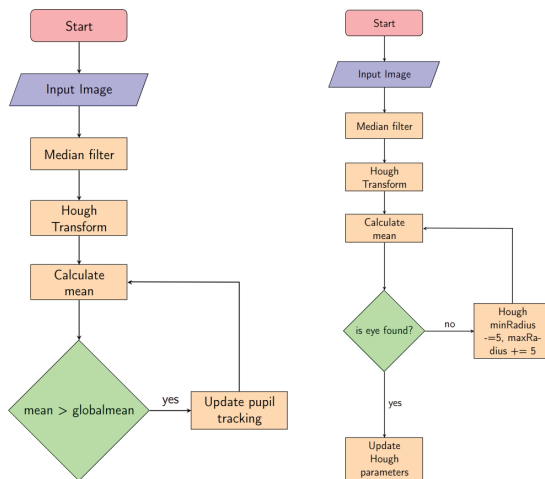 Start
Input Image
Median filter
Hough
Transform
Calculate
mean
mean > globalmean
yes
Update pupil
tracking
Start
Input Image
Median filter
Hough
Transform
Calculate
mean
is eye found?
no
Hough
minRadius
-=5, maxRa-
dius += 5
yes
Update
Hough
parameters